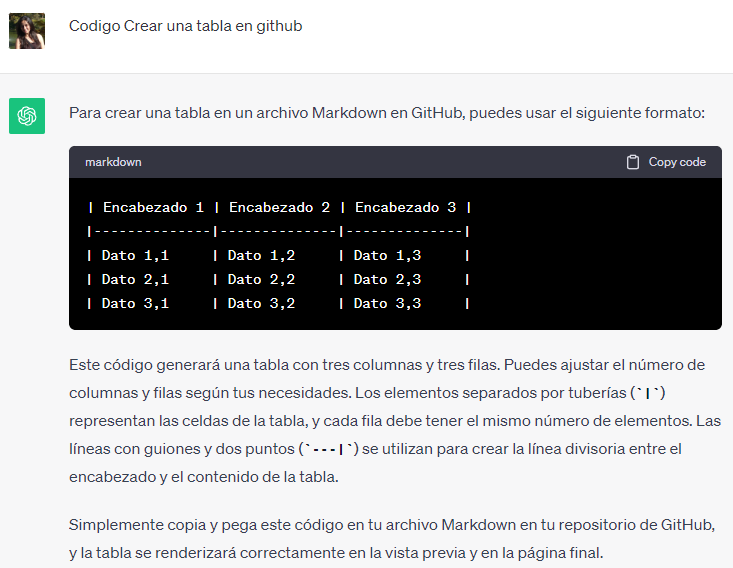 Codigo Crear una tabla en github
Para crear una tabla en un archivo Markdown en GitHub, puedes usar el siguiente formato:
markdown Copy code
| Encabezado 1 | Encabezado 2 | Encabezado 3 |
|--------------|--------------|--------------|
| Dato 1,1     | Dato 1,2     | Dato 1,3     |
| Dato 2,1     | Dato 2,2     | Dato 2,3     |
| Dato 3,1     | Dato 3,2     | Dato 3,3     |
Este código generará una tabla con tres columnas y tres filas. Puedes ajustar el número de
columnas y filas según tus necesidades. Los elementos separados por tuberías (`|`)
representan las celdas de la tabla, y cada fila debe tener el mismo número de elementos. Las
líneas con guiones y dos puntos (`---|`) se utilizan para crear la línea divisoria entre el
encabezado y el contenido de la tabla.
Simplemente copia y pega este código en tu archivo Markdown en tu repositorio de GitHub,
y la tabla se renderizará correctamente en la vista previa y en la página final.